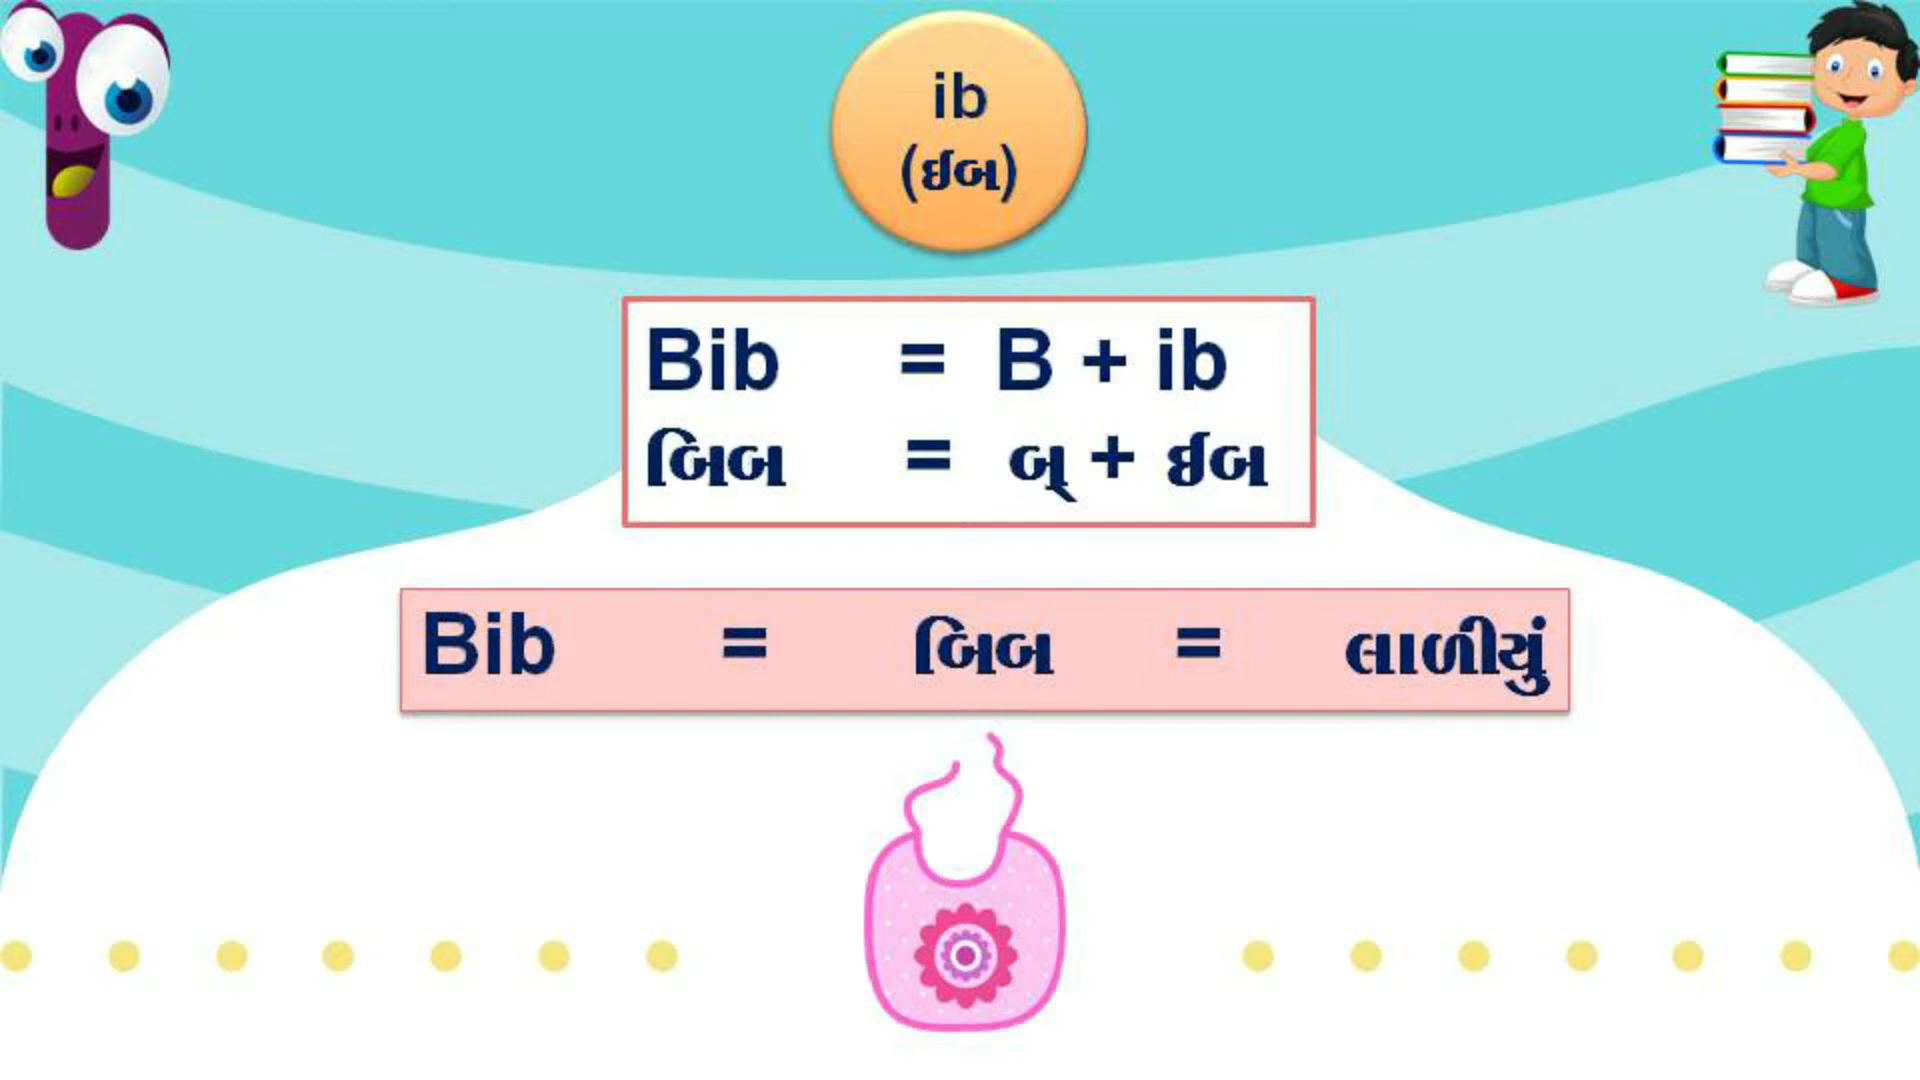 ib
(ઈબ)
Bib = B + ib
બિબ = બ્ + ઈબ
Bib = બિબ = લાળીયું